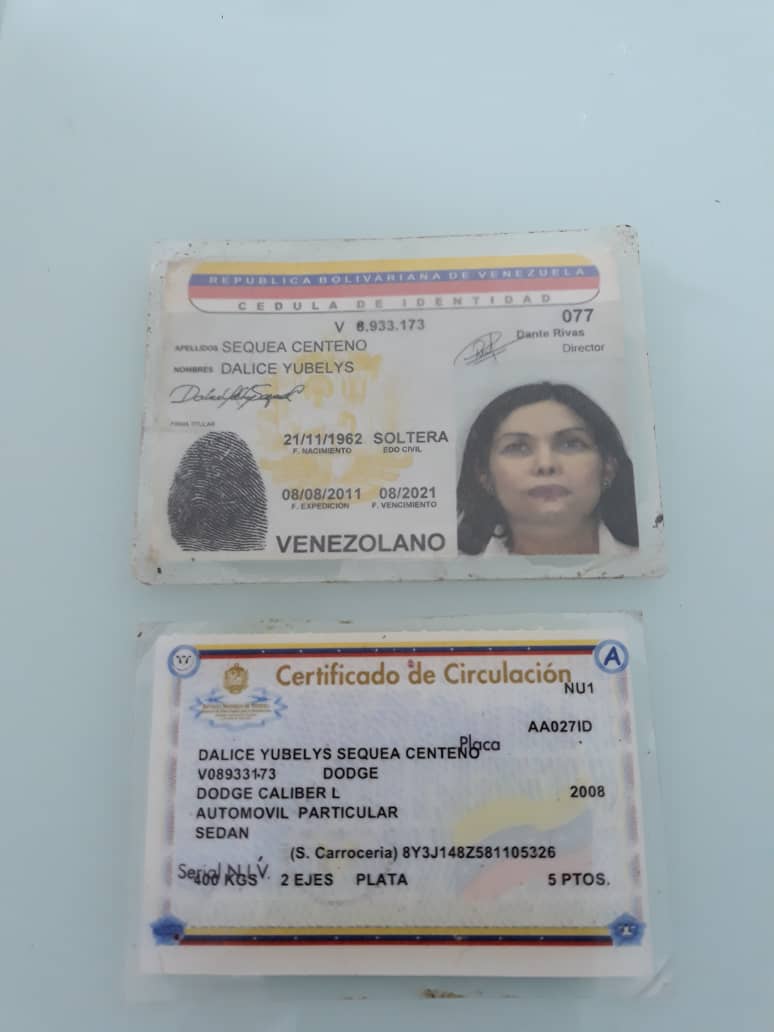 REPUBLICA BOLIVARIANA DE VENEZUELA
CEDULA DE IDENTIDAD
V 8.933.173
077
Dante Rivas
Director
APELLIDOS SEQUEA CENTENO
NOMBRES DALICE YUBELYS
FIRMA TITULAR
21/11/1962 SOLTERA
F. NACIMIENTO EDO CIVIL
08/08/2011 08/2021
F. EXPEDICION F. VENCIMIENTO
VENEZOLANO
Certificado de Circulación
A
NU1
AA027ID
Placa
DALICE YUBELYS SEQUEA CENTENO
V08933173 DODGE
DODGE CALIBER L 2008
AUTOMOVIL PARTICULAR
SEDAN
(S. Carroceria) 8Y3J148Z581105326
Serial N.I.V.
400 KGS 2 EJES PLATA 5 PTOS.